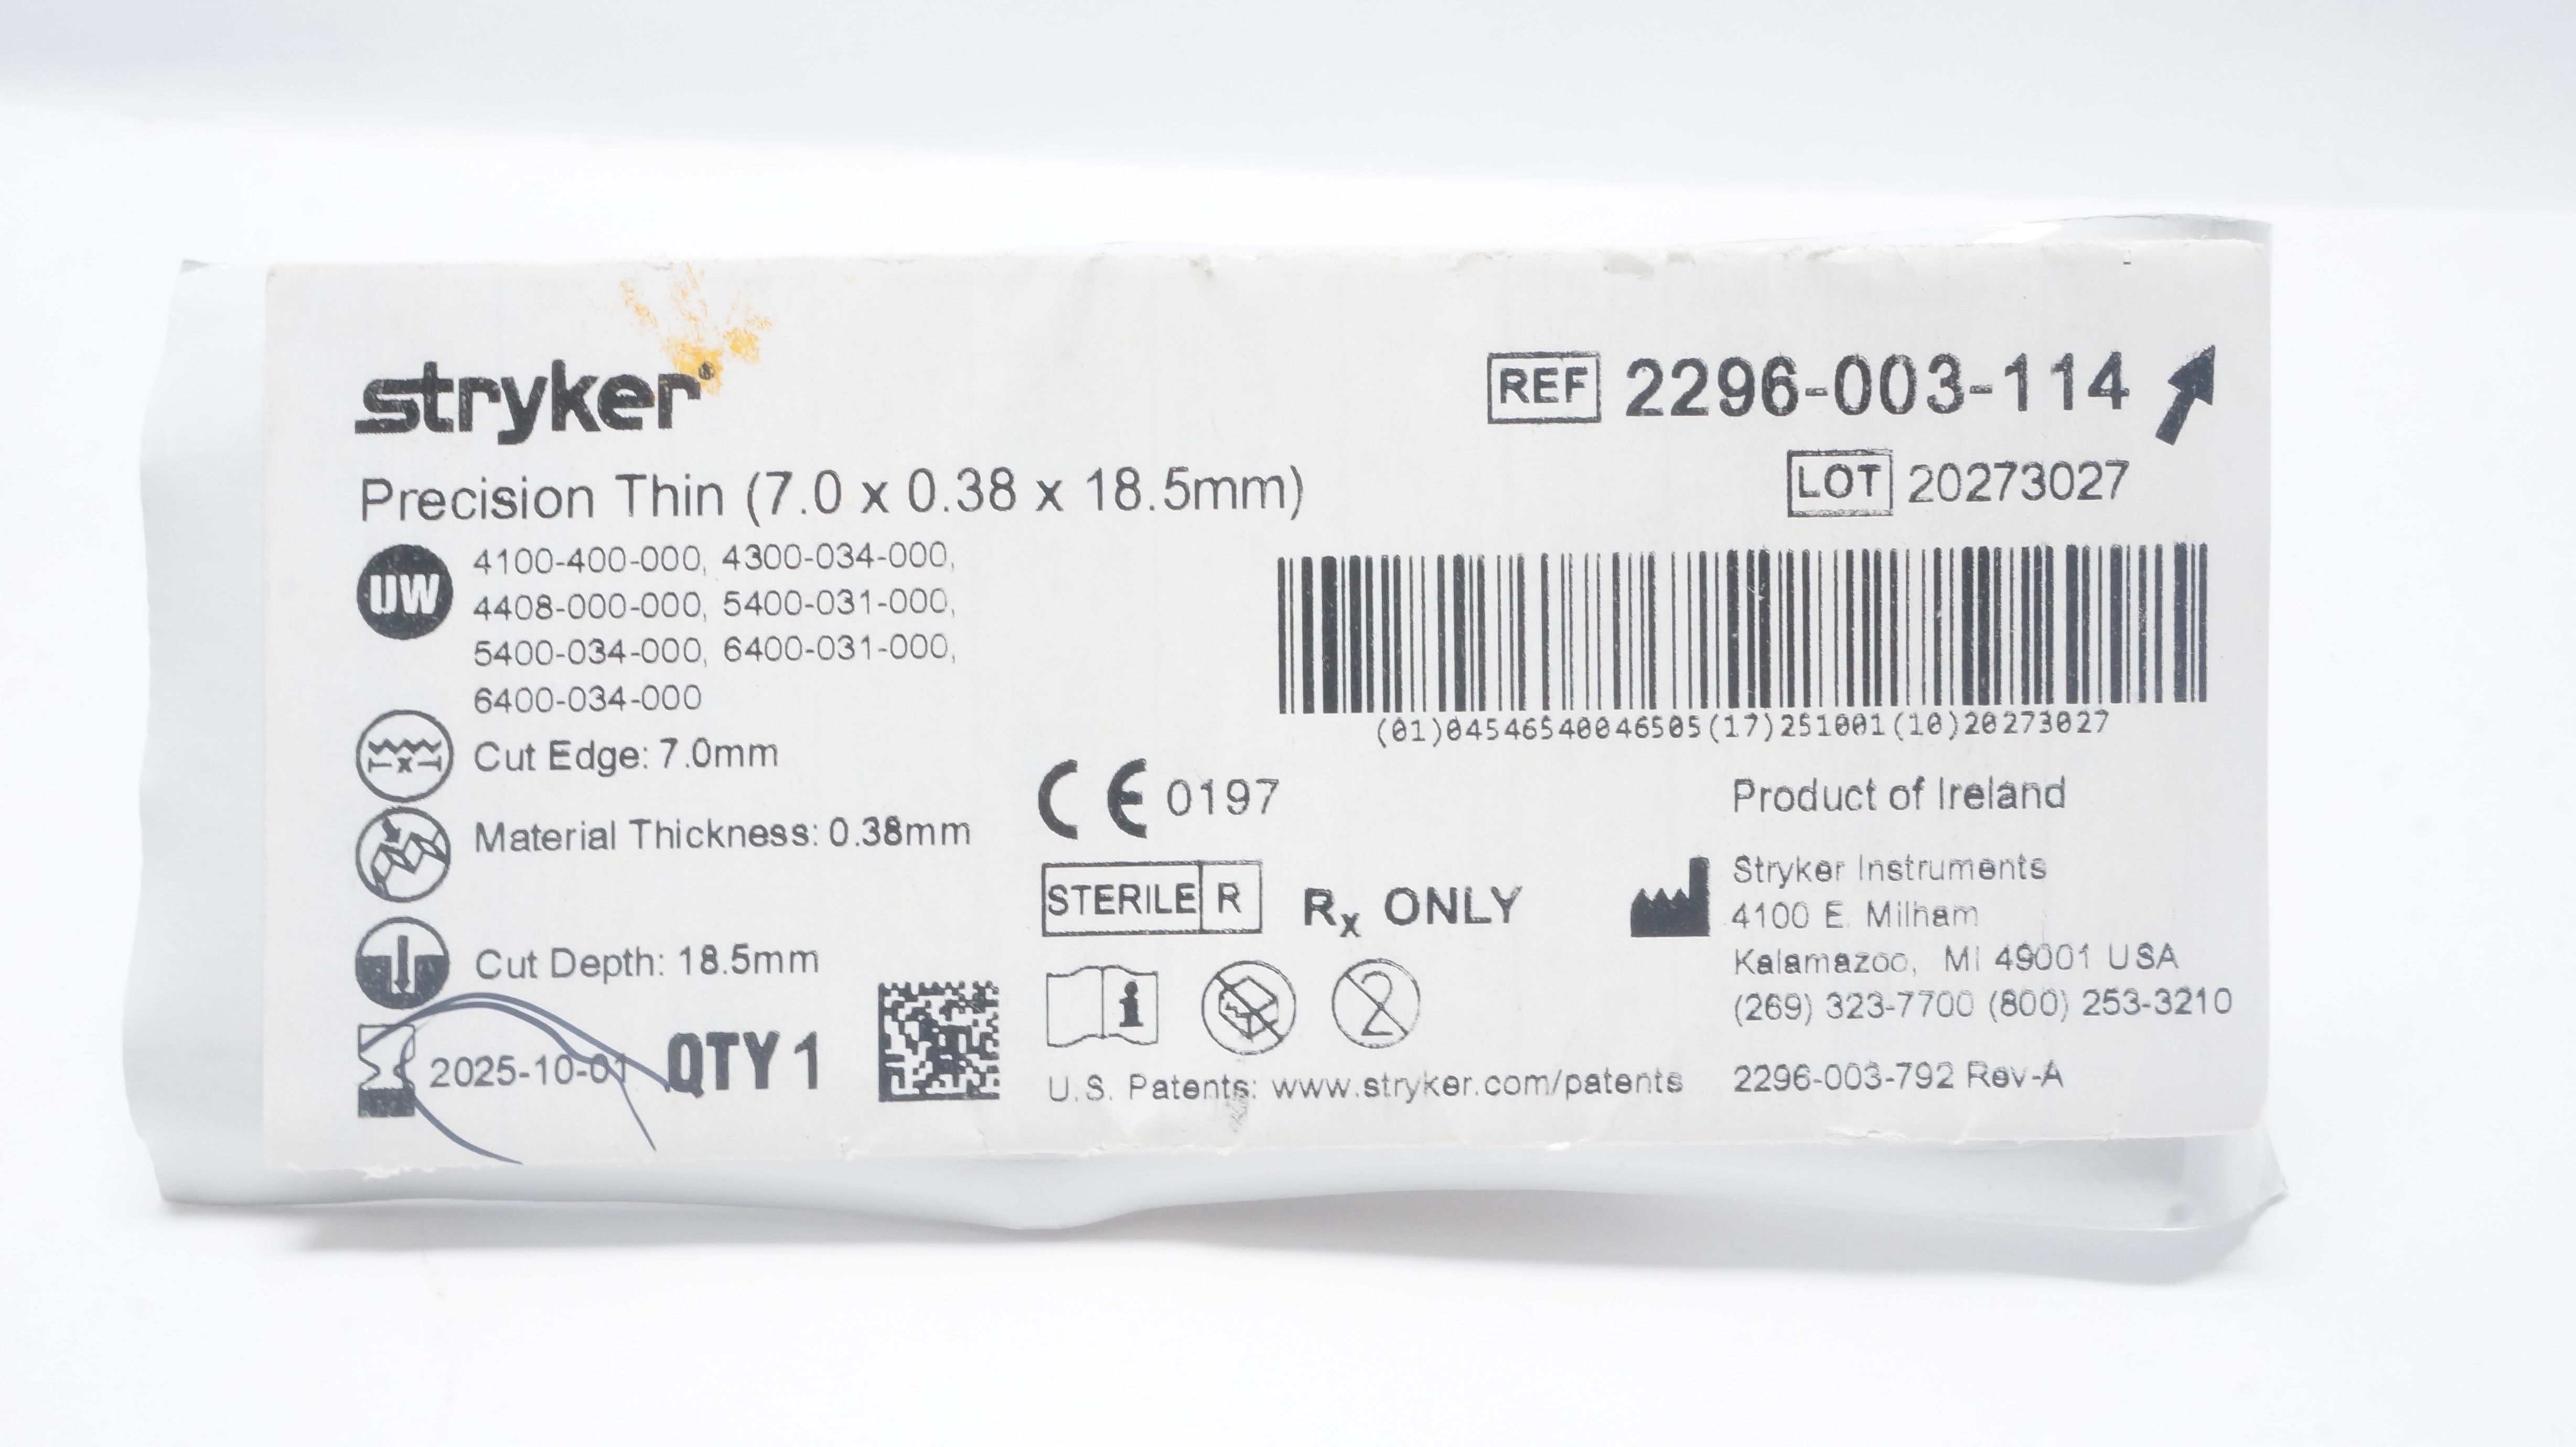 stryker®
REF 2296-003-114
Precision Thin (7.0 x 0.38 x 18.5mm)
LOT 20273027
UW 4100-400-000, 4300-034-000,
4408-000-000, 5400-031-000,
5400-034-000, 6400-031-000,
6400-034-000
(01)04546540046505(17)251001(10)20273027
x
Cut Edge: 7.0mm
Material Thickness: 0.38mm
Cut Depth: 18.5mm
2025-10-01 QTY 1
CE 0197
STERILE R Rx ONLY
i
2
U.S. Patents: www.stryker.com/patents
Product of Ireland
Stryker Instruments
4100 E. Milham
Kalamazoo, MI 49001 USA
(269) 323-7700 (800) 253-3210
2296-003-792 Rev-A